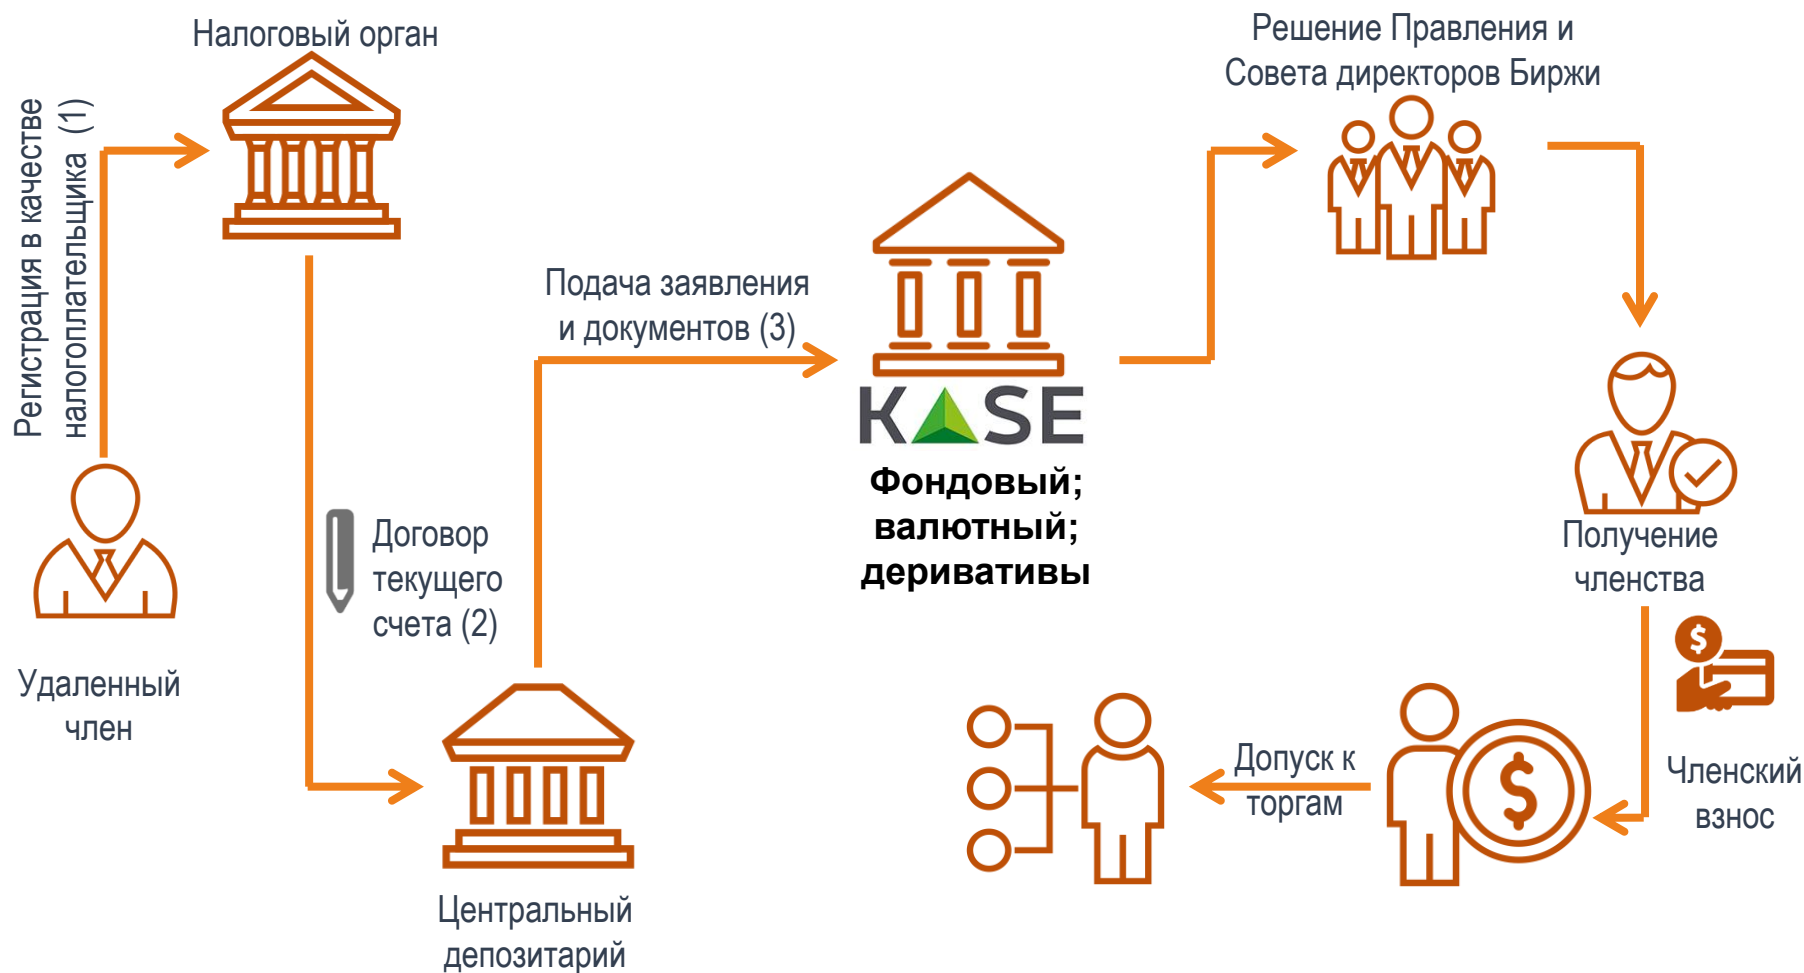 Налоговый орган
Регистрация в качестве
налогоплательщика (1)
Удаленный
член
Договор
текущего
счета (2)
Центральный
депозитарий
Подача заявления
и документов (3)
KASE
Фондовый;
валютный;
деривативы
Решение Правления и
Совета директоров Биржи
Получение
членства
$
Членский
взнос
$
Допуск к
торгам